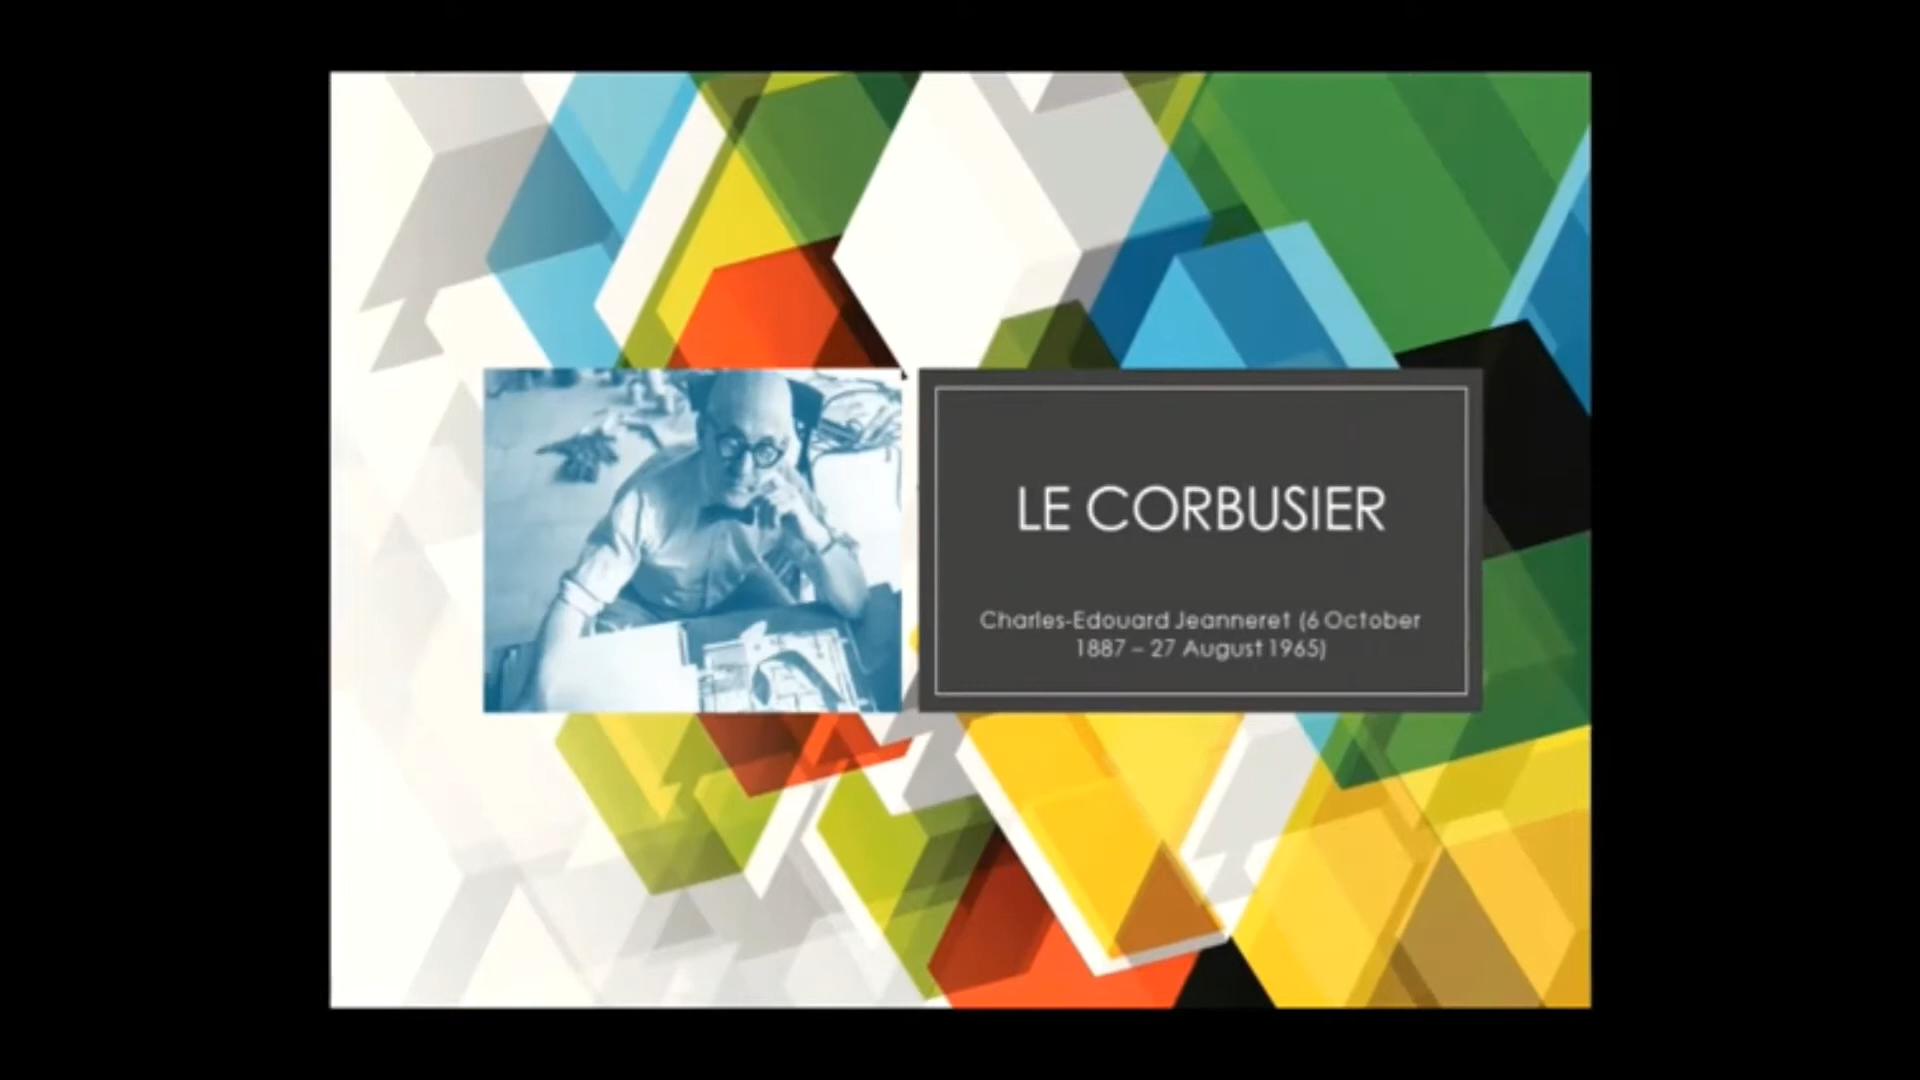 LE CORBUSIER
Charles-Edouard Jeanneret (6 October
1887 – 27 August 1965)